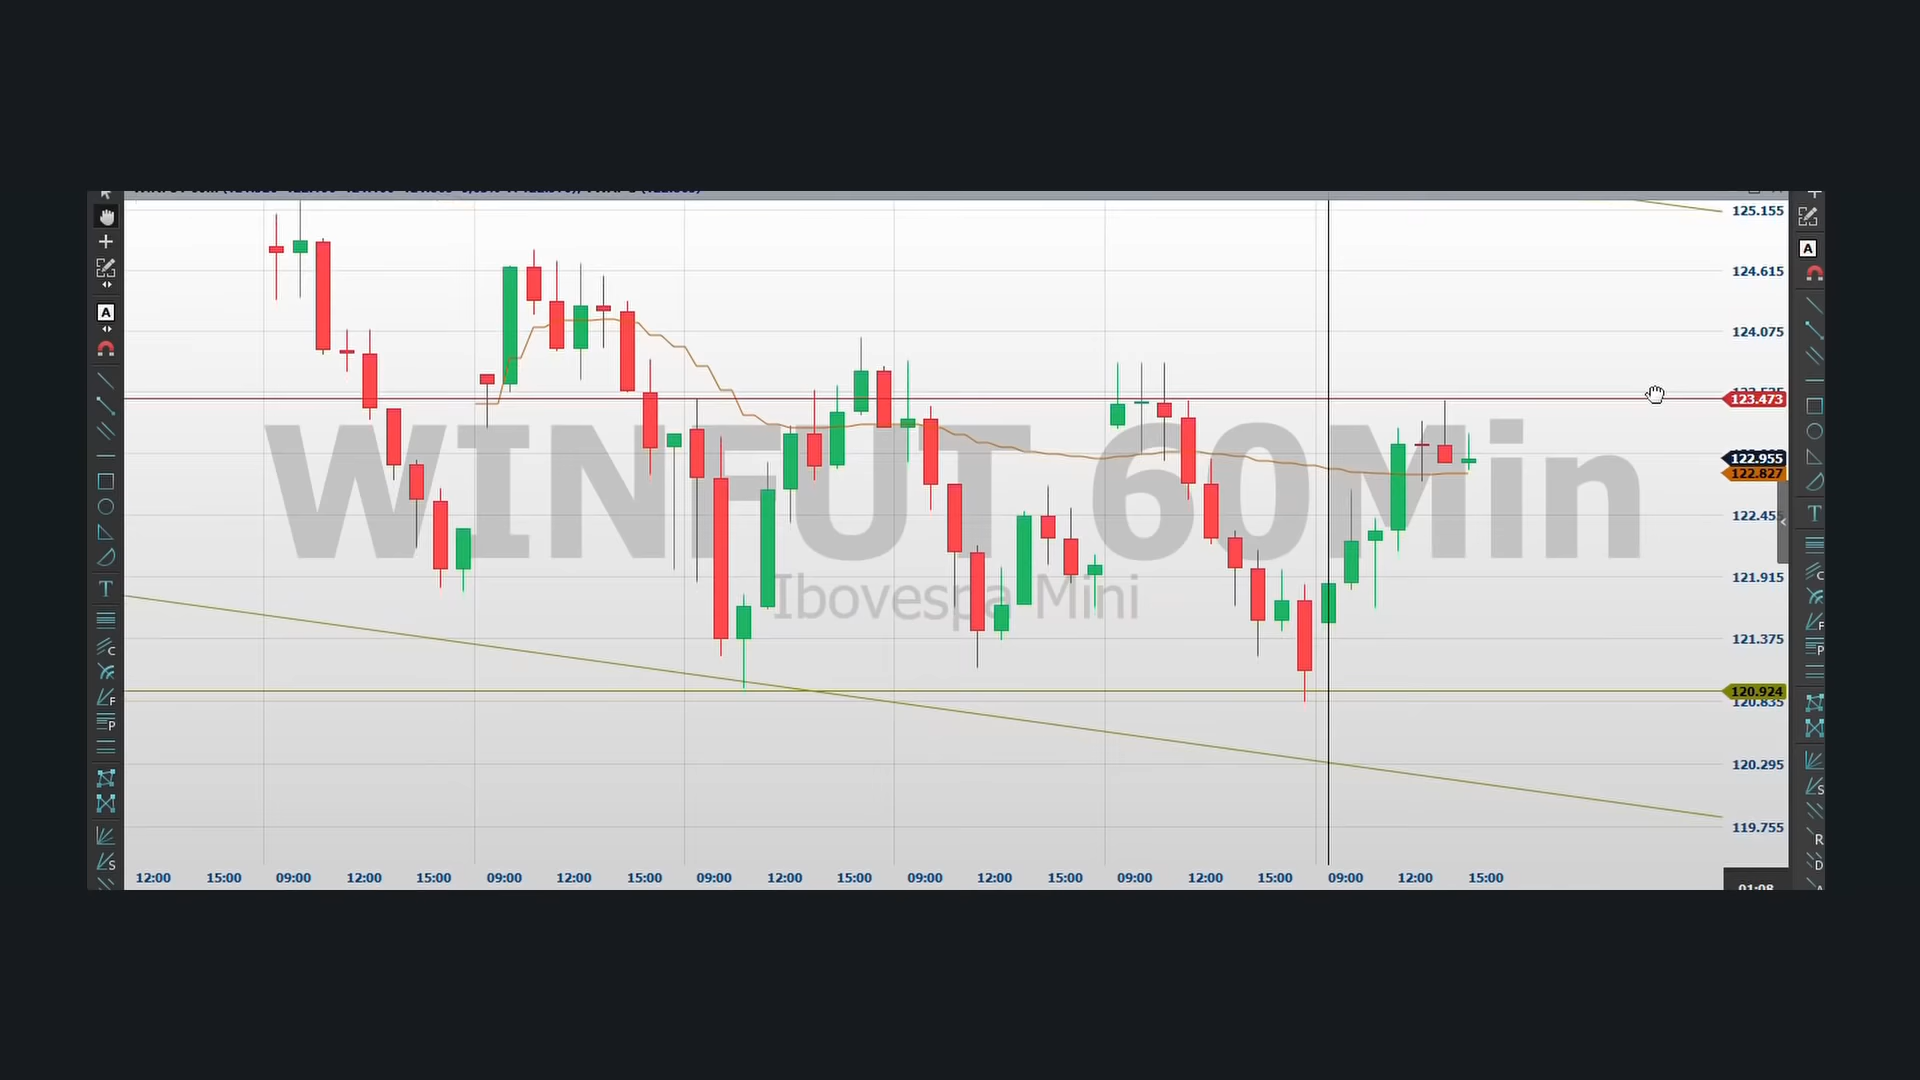 125.155
124.615
124.075
123.473
WINFUT 60Min
122.955
122.827
122.455
Ibovespa Mini
121.915
121.375
120.924
120.835
120.295
119.755
12:00 15:00 09:00 12:00 15:00 09:00 12:00 15:00 09:00 12:00 15:00 09:00 12:00 15:00 09:00 12:00 15:00 09:00 12:00 15:00
A
T
C
F
P
S
A
T
C
F
P
S
R
D